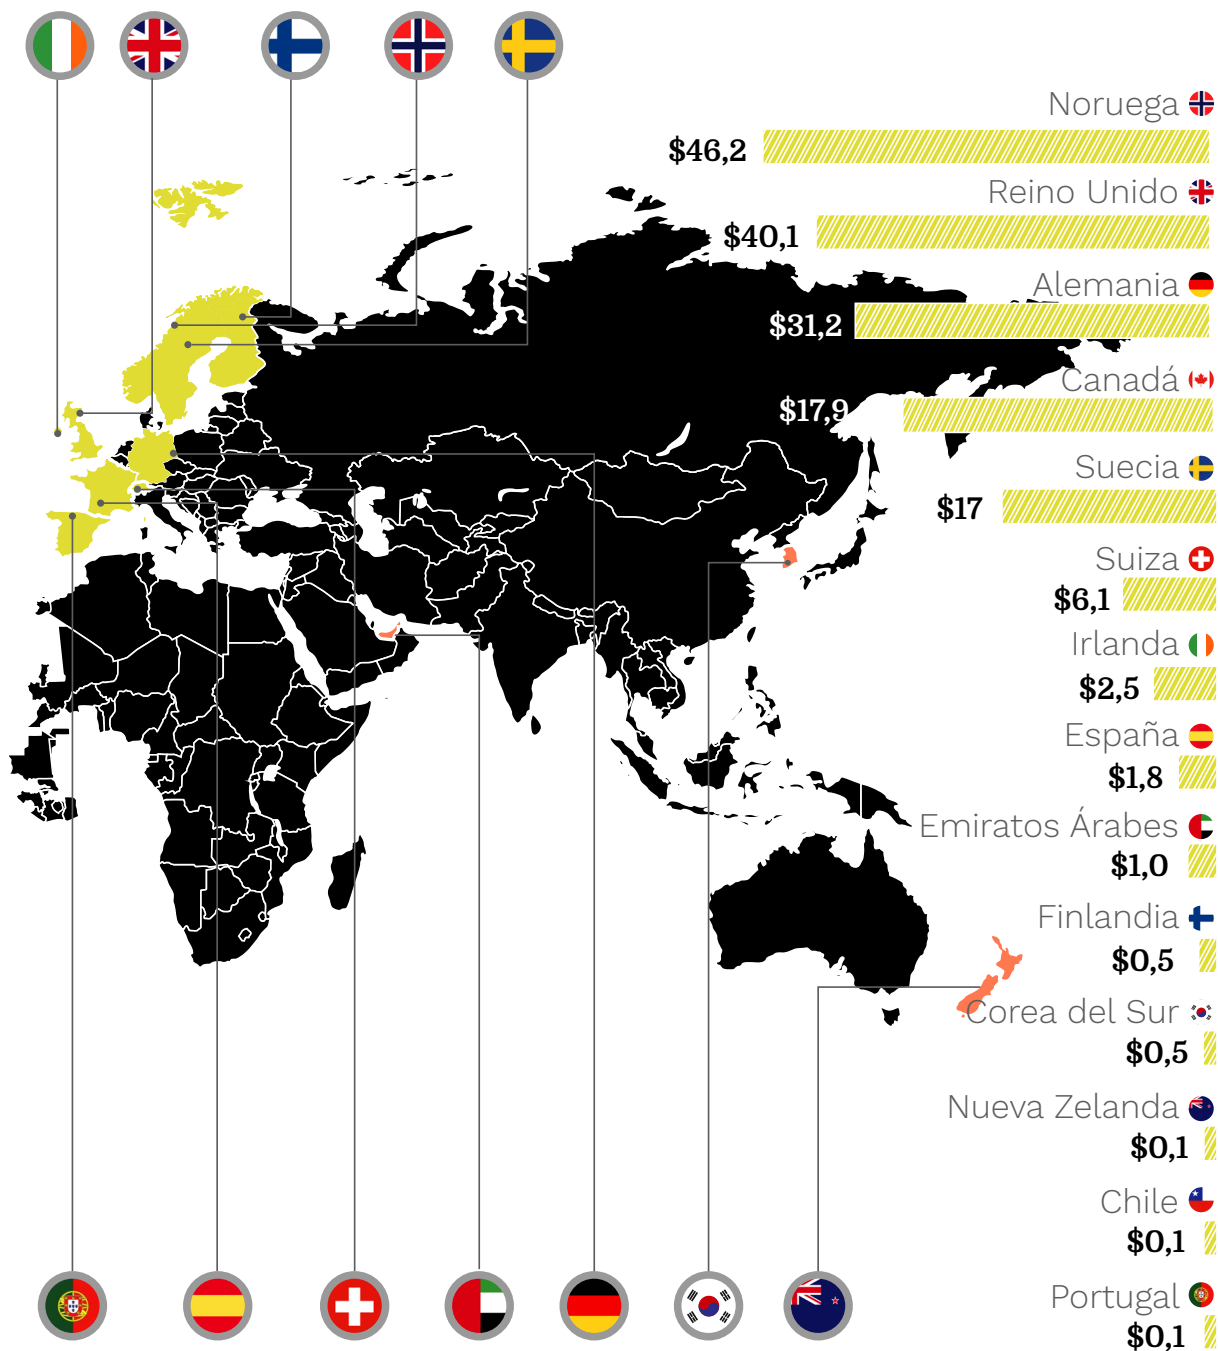 Noruega
$46,2
Reino Unido
$40,1
Alemania
$31,2
Canadá
$17,9
Suecia
$17
Suiza
$6,1
Irlanda
$2,5
España
$1,8
Emiratos Árabes
$1,0
Finlandia
$0,5
Corea del Sur
$0,5
Nueva Zelanda
$0,1
Chile
$0,1
Portugal
$0,1